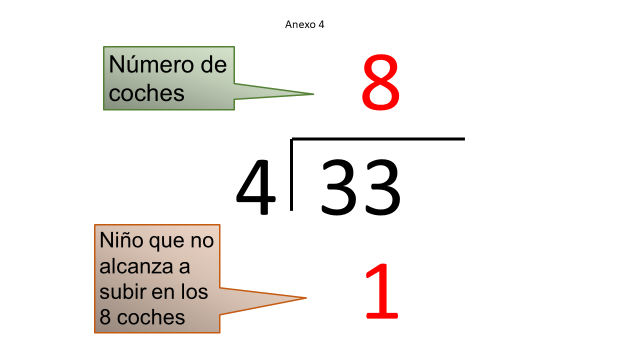 Anexo 4
Número de
coches
8
4 33
Niño que no
alcanza a
subir en los
8 coches
1